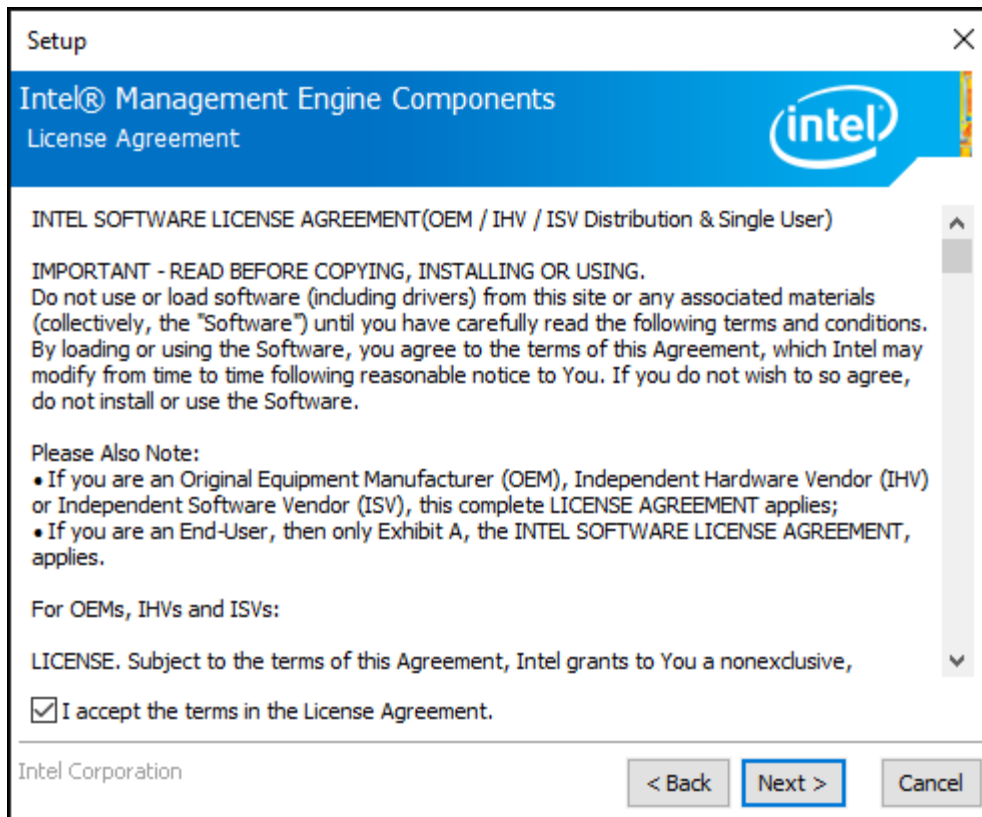 Setup
Intel® Management Engine Components
License Agreement
intel
INTEL SOFTWARE LICENSE AGREEMENT(OEM / IHV / ISV Distribution & Single User)
IMPORTANT - READ BEFORE COPYING, INSTALLING OR USING.
Do not use or load software (including drivers) from this site or any associated materials
(collectively, the "Software") until you have carefully read the following terms and conditions.
By loading or using the Software, you agree to the terms of this Agreement, which Intel may
modify from time to time following reasonable notice to You. If you do not wish to so agree,
do not install or use the Software.
Please Also Note:
• If you are an Original Equipment Manufacturer (OEM), Independent Hardware Vendor (IHV)
or Independent Software Vendor (ISV), this complete LICENSE AGREEMENT applies;
• If you are an End-User, then only Exhibit A, the INTEL SOFTWARE LICENSE AGREEMENT,
applies.
For OEMs, IHVs and ISVs:
LICENSE. Subject to the terms of this Agreement, Intel grants to You a nonexclusive,
I accept the terms in the License Agreement.
Intel Corporation
< Back Next > Cancel